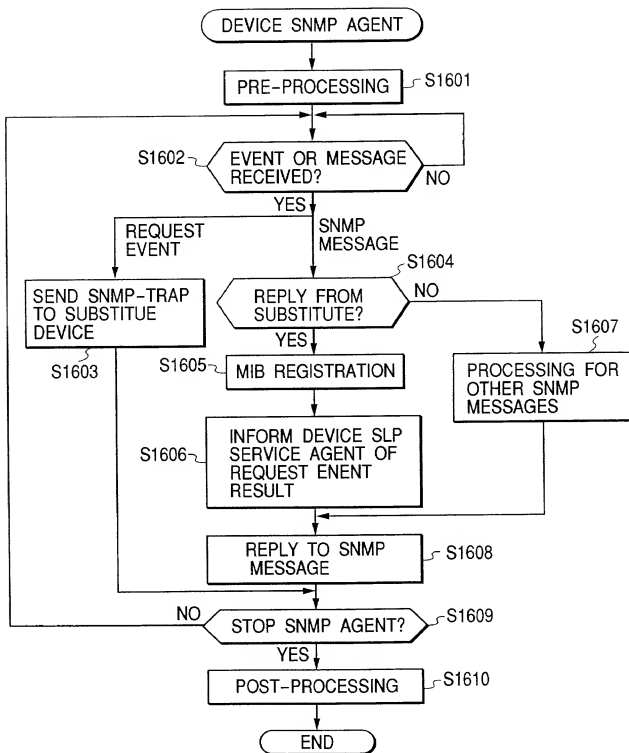 DEVICE SNMP AGENT
PRE-PROCESSING
S1601
S1602
EVENT OR MESSAGE
RECEIVED?
NO
YES
REQUEST
EVENT
SNMP
MESSAGE
S1604
SEND SNMP-TRAP
TO SUBSTITUE
DEVICE
S1603
REPLY FROM
SUBSTITUTE?
NO
YES
S1607
S1605
MIB REGISTRATION
PROCESSING FOR
OTHER SNMP
MESSAGES
S1606
INFORM DEVICE SLP
SERVICE AGENT OF
REQUEST ENENT
RESULT
REPLY TO SNMP
MESSAGE
S1608
NO
STOP SNMP AGENT?
S1609
YES
POST-PROCESSING
S1610
END